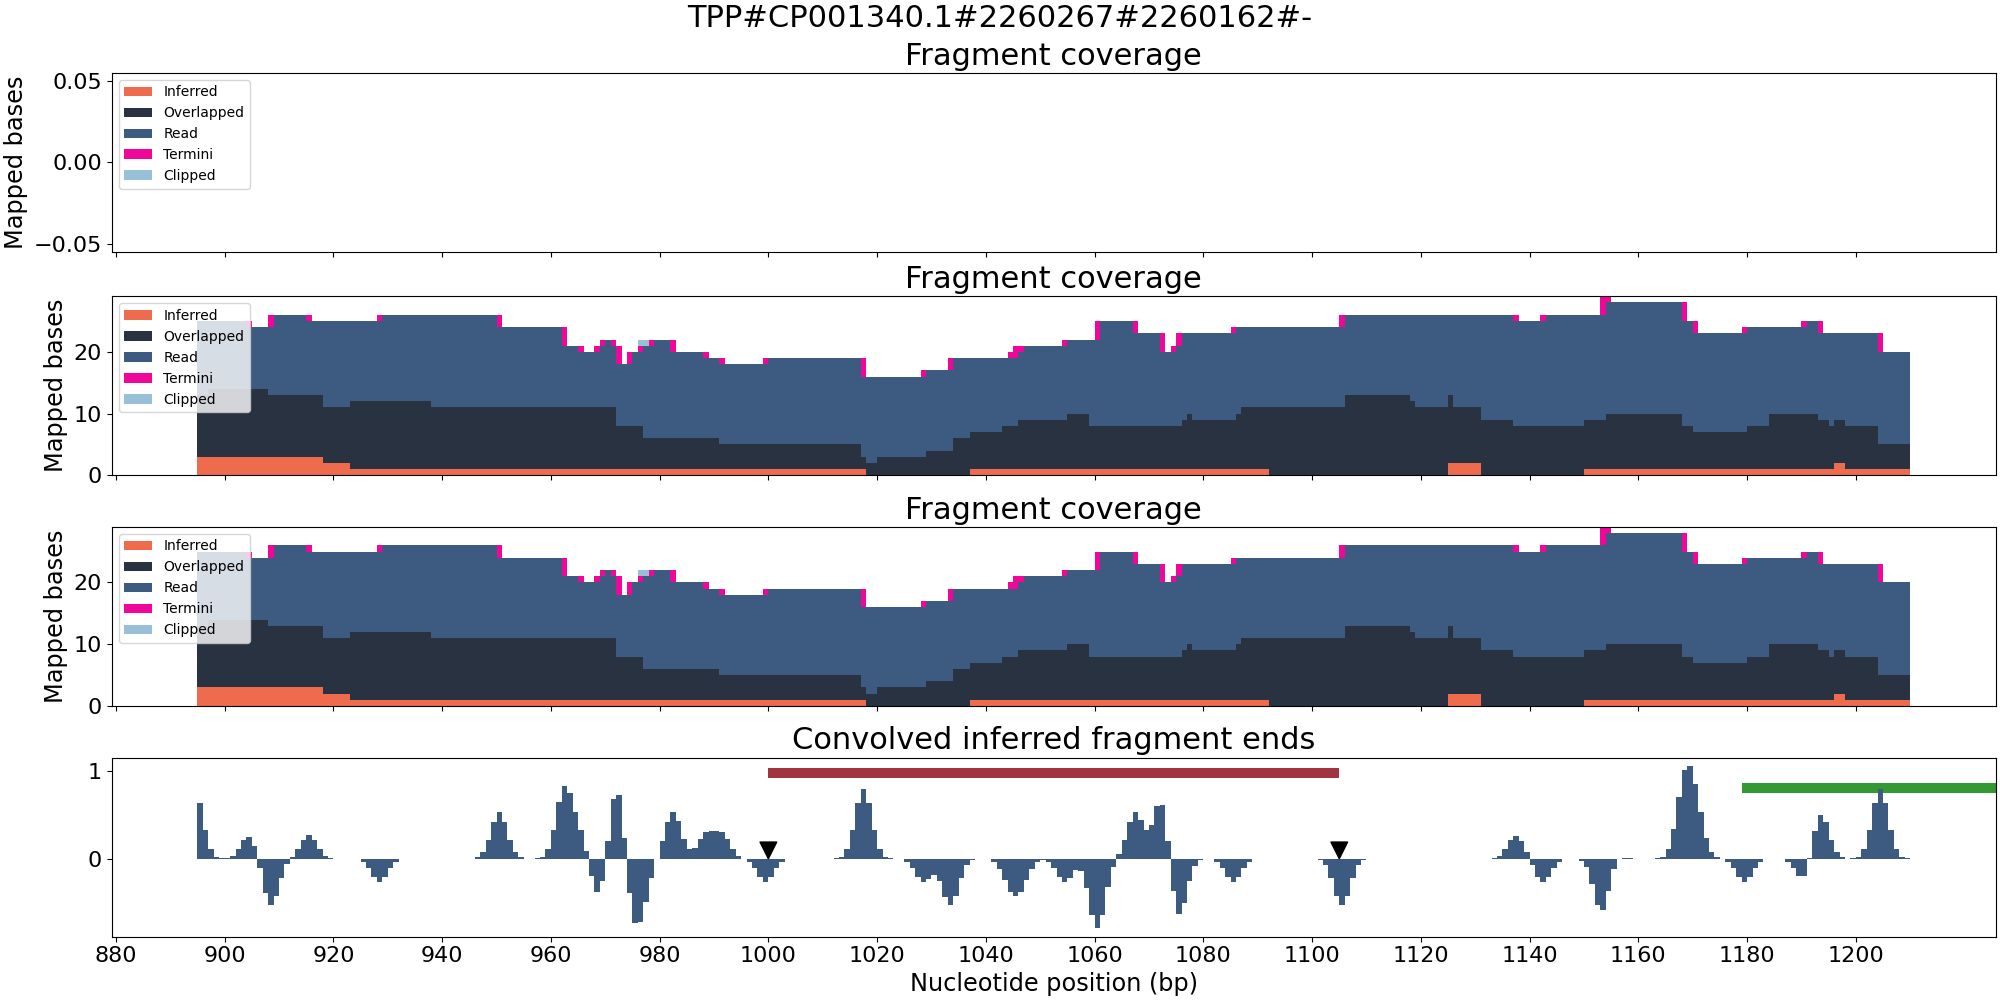 TPP#CP001340.1#2260267#2260162#-
Fragment coverage
Mapped bases
0.05
0.00
−0.05
Inferred
Overlapped
Read
Termini
Clipped
Fragment coverage
Mapped bases
20
10
0
Inferred
Overlapped
Read
Termini
Clipped
Fragment coverage
Mapped bases
20
10
0
Inferred
Overlapped
Read
Termini
Clipped
Convolved inferred fragment ends
1
0
880 900 920 940 960 980 1000 1020 1040 1060 1080 1100 1120 1140 1160 1180 1200
Nucleotide position (bp)